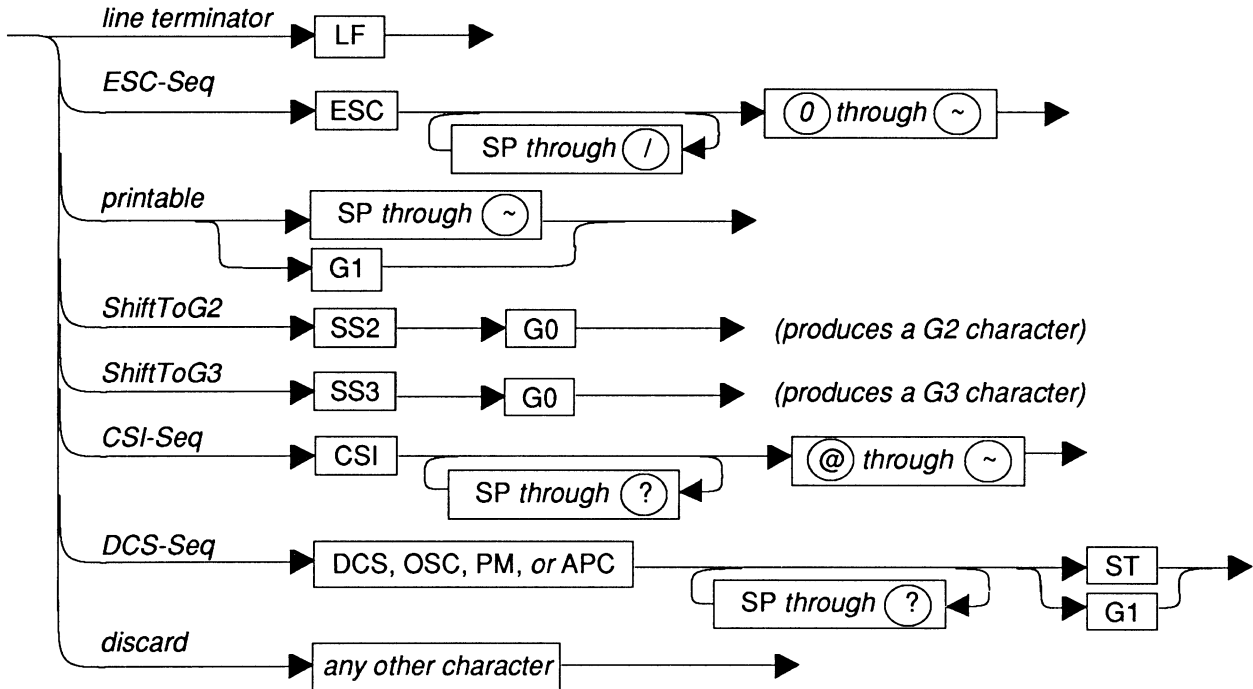 line terminator
LF
ESC-Seq
ESC
0 through ~
SP through /
printable
SP through ~
G1
ShiftToG2
SS2 G0 (produces a G2 character)
ShiftToG3
SS3 G0 (produces a G3 character)
CSI-Seq
CSI
@ through ~
SP through ?
DCS-Seq
DCS, OSC, PM, or APC
ST
SP through ?
G1
discard
any other character